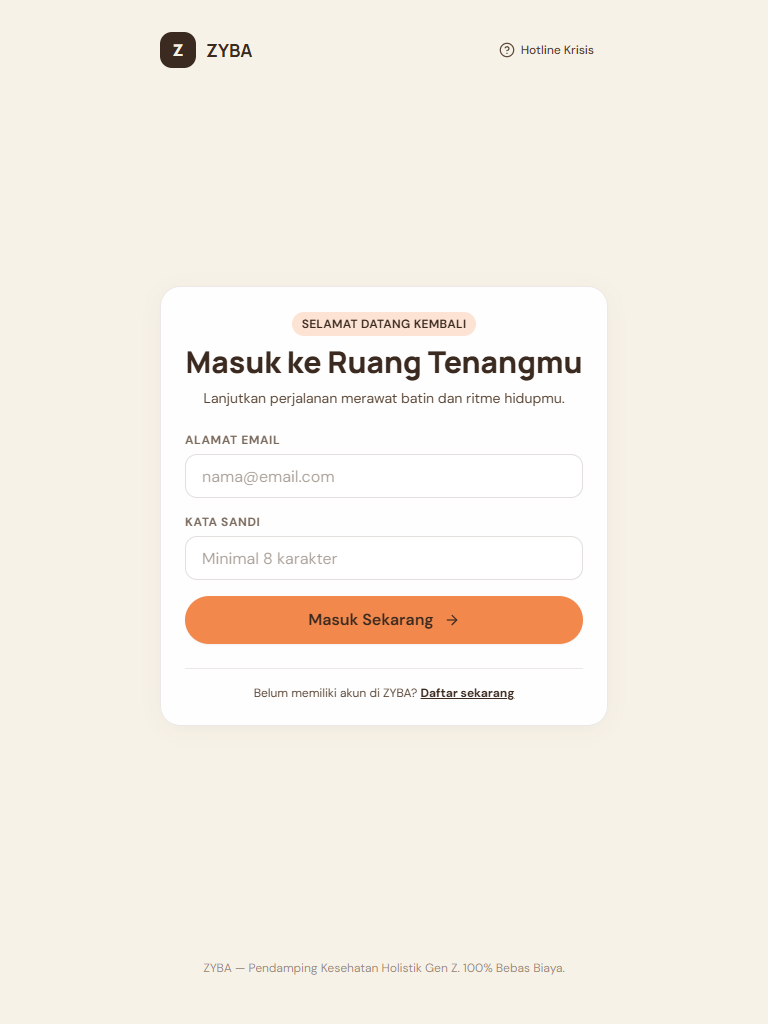 Z ZYBA
Hotline Krisis
SELAMAT DATANG KEMBALI
Masuk ke Ruang Tenangmu
Lanjutkan perjalanan merawat batin dan ritme hidupmu.
ALAMAT EMAIL
nama@email.com
KATA SANDI
Minimal 8 karakter
Masuk Sekarang →
Belum memiliki akun di ZYBA? Daftar sekarang
ZYBA — Pendamping Kesehatan Holistik Gen Z. 100% Bebas Biaya.